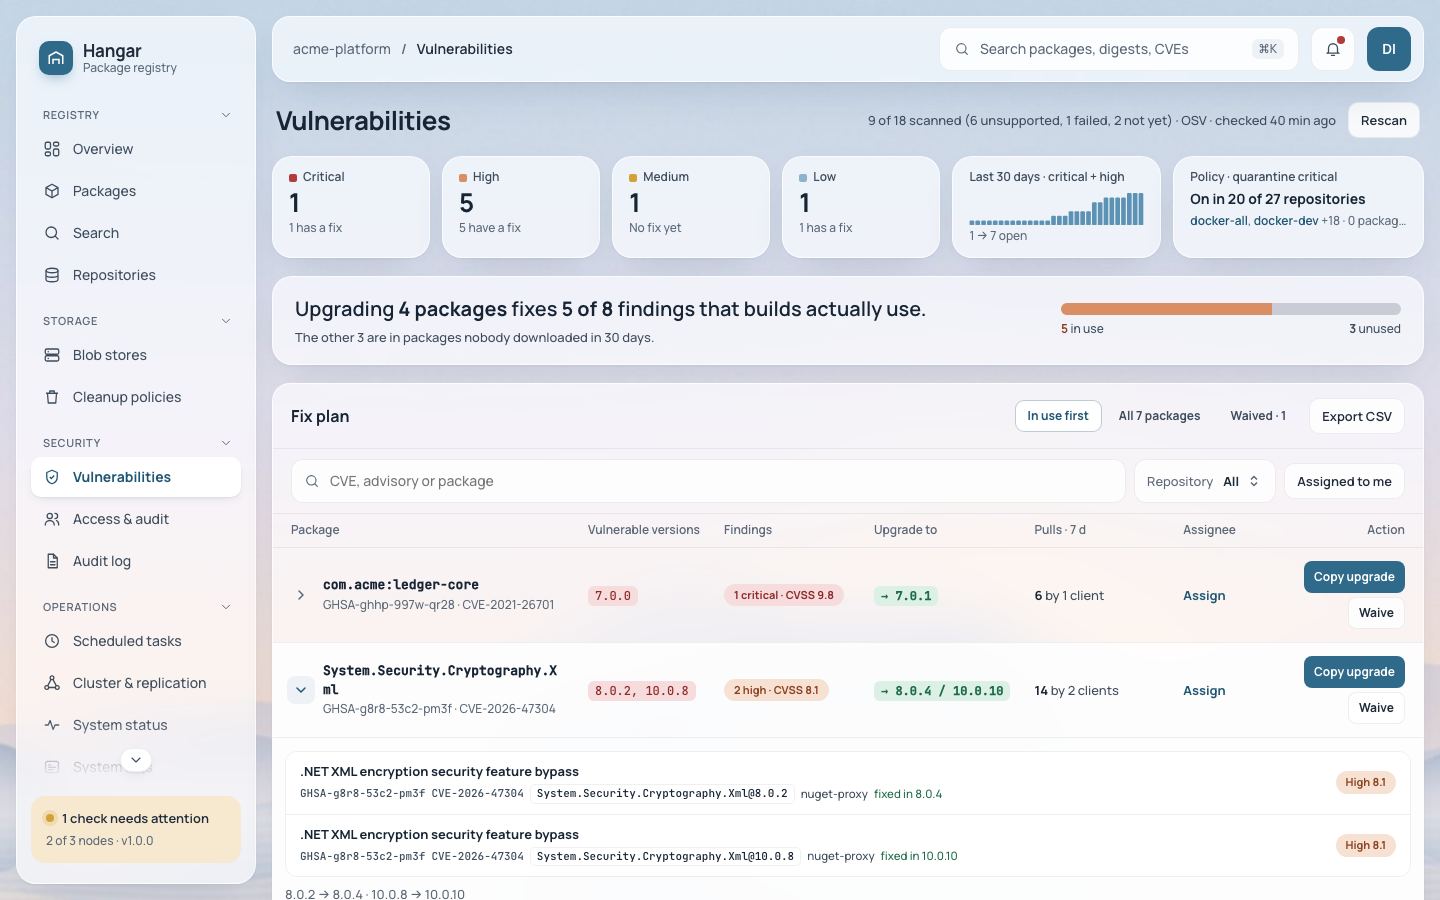 Hangar
Package registry
REGISTRY
Overview
Packages
Search
Repositories
STORAGE
Blob stores
Cleanup policies
SECURITY
Vulnerabilities
Access & audit
Audit log
OPERATIONS
Scheduled tasks
Cluster & replication
System status
1 check needs attention
2 of 3 nodes · v1.0.0
acme-platform / Vulnerabilities
Search packages, digests, CVEs ⌘K
DI
Vulnerabilities
9 of 18 scanned (6 unsupported, 1 failed, 2 not yet) · OSV · checked 40 min ago
Rescan
Critical
1
1 has a fix
High
5
5 have a fix
Medium
1
No fix yet
Low
1
1 has a fix
Last 30 days · critical + high
1 → 7 open
Policy · quarantine critical
On in 20 of 27 repositories
docker-all, docker-dev +18 · 0 packag…
Upgrading 4 packages fixes 5 of 8 findings that builds actually use.
The other 3 are in packages nobody downloaded in 30 days.
5 in use
3 unused
Fix plan
In use first
All 7 packages
Waived · 1
Export CSV
CVE, advisory or package
Repository All
Assigned to me
Package Vulnerable versions Findings Upgrade to Pulls · 7 d Assignee Action
com.acme:ledger-core
GHSA-ghhp-997w-qr28 · CVE-2021-26701
7.0.0
1 critical · CVSS 9.8
→ 7.0.1
6 by 1 client
Assign
Copy upgrade
Waive
System.Security.Cryptography.X
ml
GHSA-g8r8-53c2-pm3f · CVE-2026-47304
8.0.2, 10.0.8
2 high · CVSS 8.1
→ 8.0.4 / 10.0.10
14 by 2 clients
Assign
Copy upgrade
Waive
.NET XML encryption security feature bypass
GHSA-g8r8-53c2-pm3f CVE-2026-47304 System.Security.Cryptography.Xml@8.0.2 nuget-proxy fixed in 8.0.4
High 8.1
.NET XML encryption security feature bypass
GHSA-g8r8-53c2-pm3f CVE-2026-47304 System.Security.Cryptography.Xml@10.0.8 nuget-proxy fixed in 10.0.10
High 8.1
8.0.2 → 8.0.4 · 10.0.8 → 10.0.10